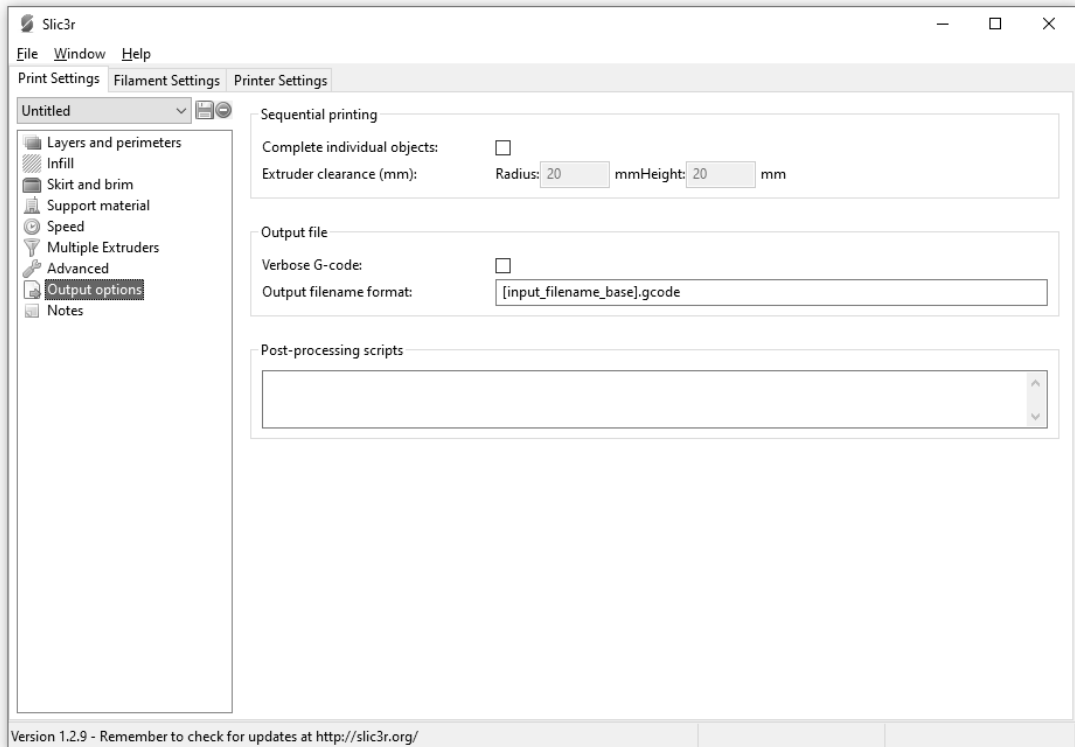 Slic3r
File Window Help
Print Settings Filament Settings Printer Settings
Untitled
Layers and perimeters
Infill
Skirt and brim
Support material
Speed
Multiple Extruders
Advanced
Output options
Notes
Sequential printing
Complete individual objects:
Extruder clearance (mm): Radius: 20 mmHeight: 20 mm
Output file
Verbose G-code:
Output filename format: [input_filename_base].gcode
Post-processing scripts
Version 1.2.9 - Remember to check for updates at http://slic3r.org/